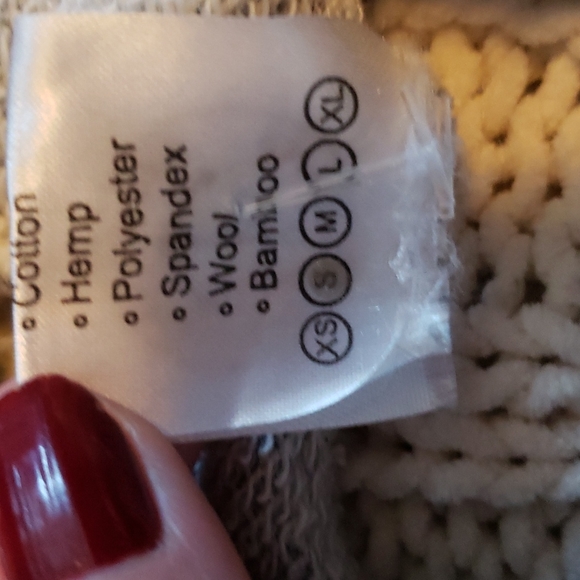 ° Cotton
° Hemp
° Polyester
° Spandex
° Wool
° Bamboo
XS S M L XL